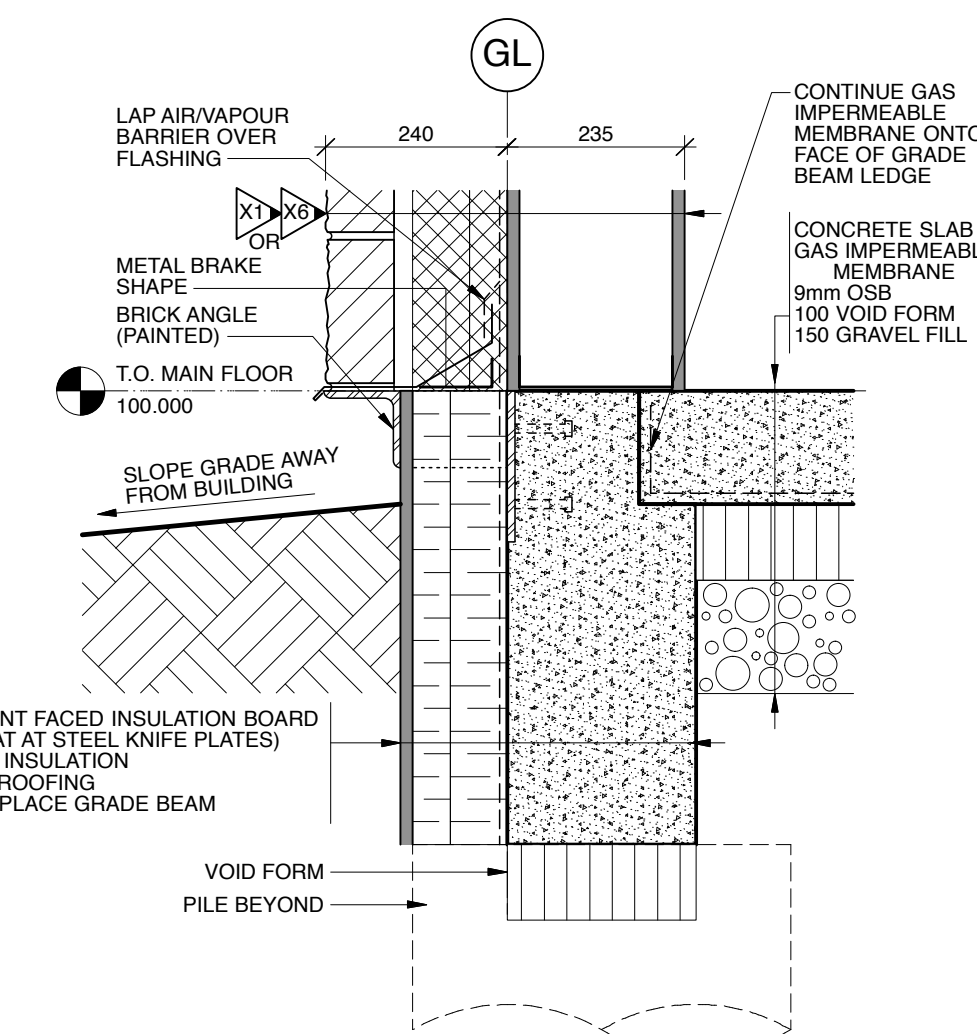 GL
LAP AIR/VAPOUR
BARRIER OVER
FLASHING
240
235
CONTINUE GAS
IMPERMEABLE
MEMBRANE ONTO
FACE OF GRADE
BEAM LEDGE
X1
X6
OR
METAL BRAKE
SHAPE
BRICK ANGLE
(PAINTED)
CONCRETE SLAB
GAS IMPERMEABL
MEMBRANE
9mm OSB
100 VOID FORM
150 GRAVEL FILL
T.O. MAIN FLOOR
100.000
SLOPE GRADE AWAY
FROM BUILDING
NT FACED INSULATION BOARD
AT AT STEEL KNIFE PLATES)
INSULATION
ROOFING
PLACE GRADE BEAM
VOID FORM
PILE BEYOND